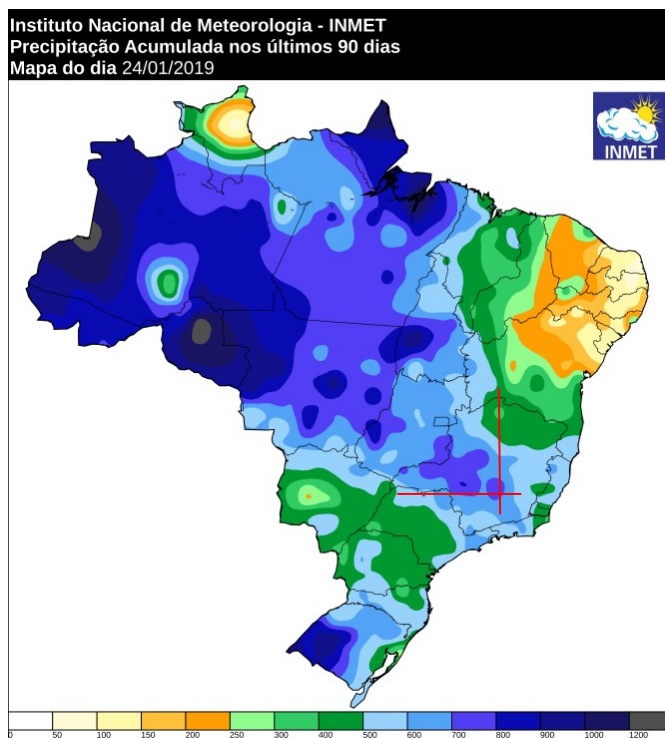 Instituto Nacional de Meteorologia - INMET
Precipitação Acumulada nos últimos 90 dias
Mapa do dia 24/01/2019
INMET
0 50 100 150 200 250 300 400 500 600 700 800 900 1000 1200